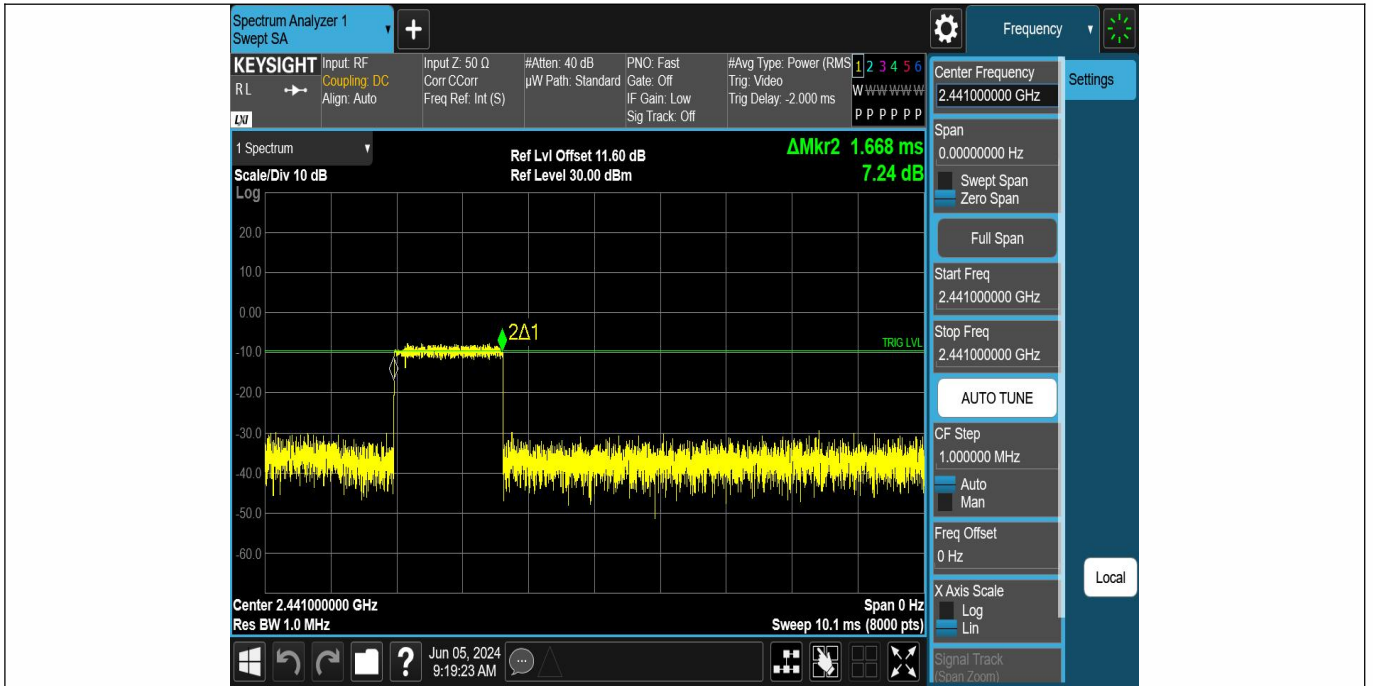 Spectrum Analyzer 1
Swept SA
Frequency
KEYSIGHT
RL
LXI
Input: RF
Coupling: DC
Align: Auto
Input Z: 50 Ω
Corr CCorr
Freq Ref: Int (S)
#Atten: 40 dB
µW Path: Standard
PNO: Fast
Gate: Off
IF Gain: Low
Sig Track: Off
#Avg Type: Power (RMS
Trig: Video
Trig Delay: -2.000 ms
1 2 3 4 5 6
W W W W W W
P P P P P P
1 Spectrum
Scale/Div 10 dB
Ref Lvl Offset 11.60 dB
Ref Level 30.00 dBm
ΔMkr2 1.668 ms
7.24 dB
Log
20.0
10.0
0.00
-10.0
-20.0
-30.0
-40.0
-50.0
-60.0
2Δ1
TRIG LVL
Center 2.441000000 GHz
Res BW 1.0 MHz
Span 0 Hz
Sweep 10.1 ms (8000 pts)
Jun 05, 2024
9:19:23 AM
Center Frequency
2.441000000 GHz
Settings
Span
0.00000000 Hz
Swept Span
Zero Span
Full Span
Start Freq
2.441000000 GHz
Stop Freq
2.441000000 GHz
AUTO TUNE
CF Step
1.000000 MHz
Auto
Man
Freq Offset
0 Hz
X Axis Scale
Log
Lin
Local
Signal Track
(Span Zoom)